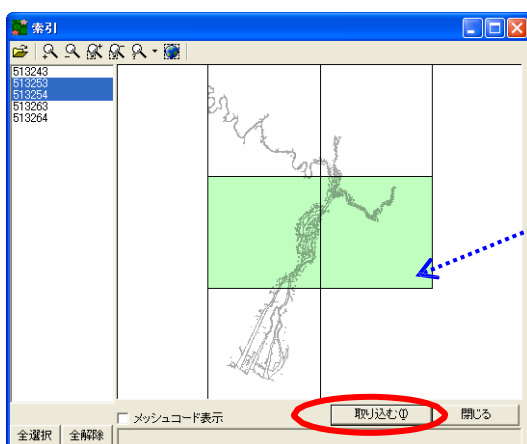 索引
513243
513253
513254
513263
513264
メッシュコード表示
取り込む(I)
閉じる
全選択
全解除